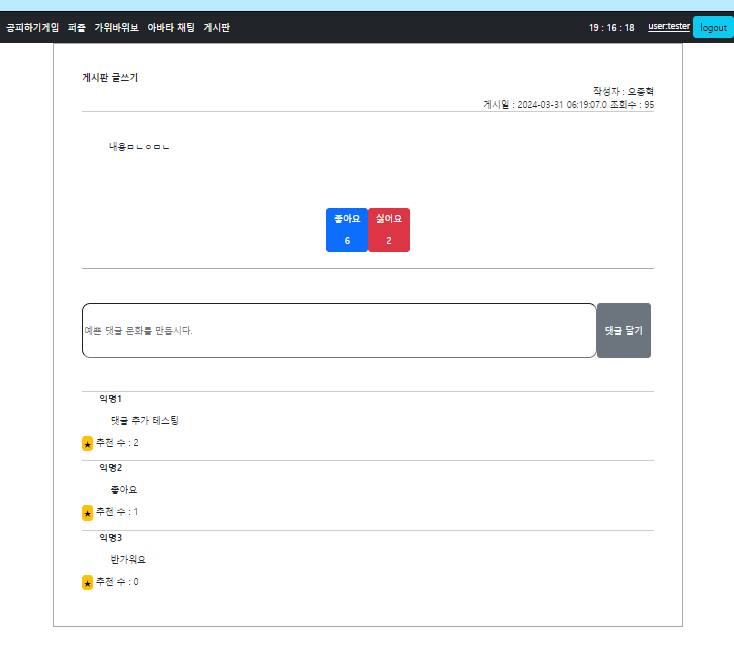 공피하기게임 퍼즐 가위바위보 아바타 채팅 게시판 19 : 16 : 18 user:tester logout
게시판 글쓰기
작성자 : 오종혁
게시일 : 2024-03-31 06:19:07.0 조회수 : 95
내용ㅁㄴㅇㅁㄴ
좋아요 싫어요
6 2
예쁜 댓글 문화를 만듭시다.
댓글 달기
익명1
댓글 추가 테스팅
★ 추천 수 : 2
익명2
좋아요
★ 추천 수 : 1
익명3
반가워요
★ 추천 수 : 0